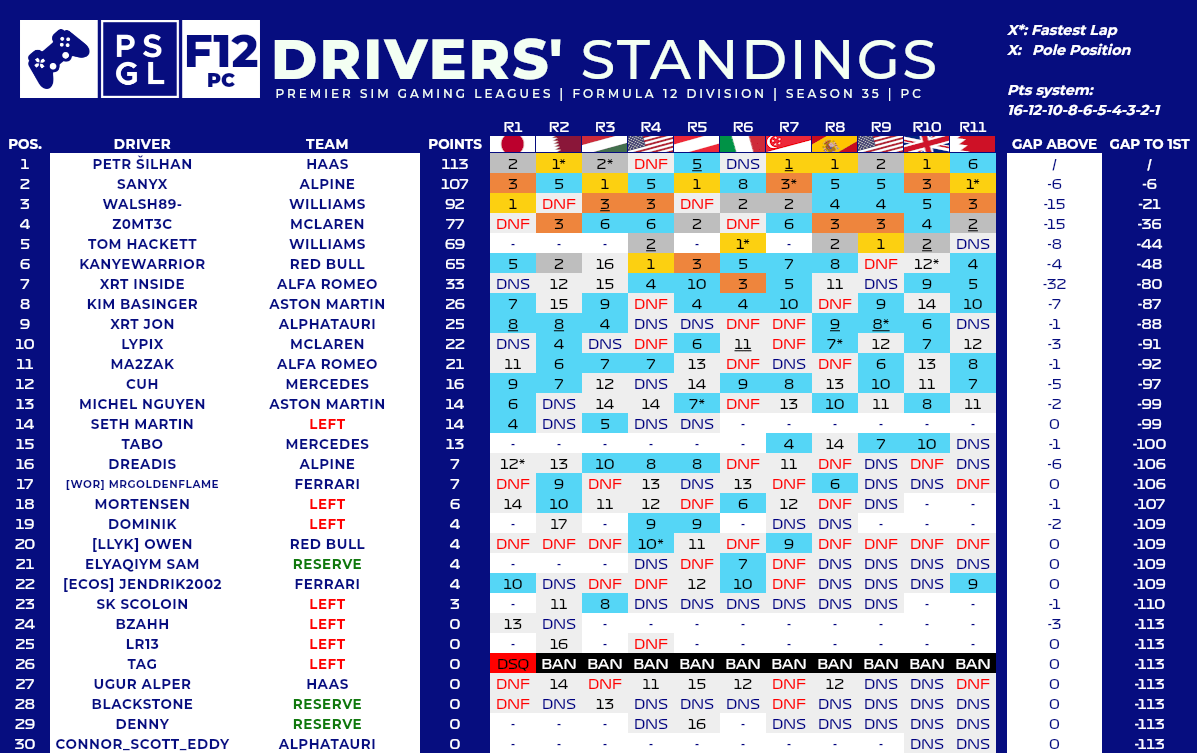 PS
GL
F12
PC
DRIVERS' STANDINGS
PREMIER SIM GAMING LEAGUES | FORMULA 12 DIVISION | SEASON 35 | PC
X*: Fastest Lap
X: Pole Position
Pts system:
16-12-10-8-6-5-4-3-2-1
R1 R2 R3 R4 R5 R6 R7 R8 R9 R10 R11
POS. DRIVER TEAM POINTS GAP ABOVE GAP TO 1ST
1 PETR ŠILHAN HAAS 113 2 1* 2* DNF 5 DNS 1 1 2 1 6 / /
2 SANYX ALPINE 107 3 5 1 5 1 8 3* 5 5 3 1* -6 -6
3 WALSH89- WILLIAMS 92 1 DNF 3 3 DNF 2 2 4 4 5 3 -15 -21
4 Z0MT3C MCLAREN 77 DNF 3 6 6 2 DNF 6 3 3 4 2 -15 -36
5 TOM HACKETT WILLIAMS 69 - - - 2 - 1* - 2 1 2 DNS -8 -44
6 KANYEWARRIOR RED BULL 65 5 2 16 1 3 5 7 8 DNF 12* 4 -4 -48
7 XRT INSIDE ALFA ROMEO 33 DNS 12 15 4 10 3 5 11 DNS 9 5 -32 -80
8 KIM BASINGER ASTON MARTIN 26 7 15 9 DNF 4 4 10 DNF 9 14 10 -7 -87
9 XRT JON ALPHATAURI 25 8 8 4 DNS DNS DNF DNF 9 8* 6 DNS -1 -88
10 LYPIX MCLAREN 22 DNS 4 DNS DNF 6 11 DNF 7* 12 7 12 -3 -91
11 MA2ZAK ALFA ROMEO 21 11 6 7 7 13 DNF DNS DNF 6 13 8 -1 -92
12 CUH MERCEDES 16 9 7 12 DNS 14 9 8 13 10 11 7 -5 -97
13 MICHEL NGUYEN ASTON MARTIN 14 6 DNS 14 14 7* DNF 13 10 11 8 11 -2 -99
14 SETH MARTIN LEFT 14 4 DNS 5 DNS DNS - - - - - - 0 -99
15 TABO MERCEDES 13 - - - - - - 4 14 7 10 DNS -1 -100
16 DREADIS ALPINE 7 12* 13 10 8 8 DNF 11 DNF DNS DNF DNS -6 -106
17 [WOR] MRGOLDENFLAME FERRARI 7 DNF 9 DNF 13 DNS 13 DNF 6 DNS DNS DNF 0 -106
18 MORTENSEN LEFT 6 14 10 11 12 DNF 6 12 DNF DNS - - -1 -107
19 DOMINIK LEFT 4 - 17 - 9 9 - DNS DNS - - - -2 -109
20 [LLYK] OWEN RED BULL 4 DNF DNF DNF 10* 11 DNF 9 DNF DNF DNF DNF 0 -109
21 ELYAQIYM SAM RESERVE 4 - - - DNS DNF 7 DNF DNS DNS DNS DNS 0 -109
22 [ECOS] JENDRIK2002 FERRARI 4 10 DNS DNF DNF 12 10 DNF DNS DNS DNS 9 0 -109
23 SK SCOLOIN LEFT 3 - 11 8 DNS DNS DNS DNS DNS DNS - - -1 -110
24 BZAHH LEFT 0 13 DNS - - - - - - - - - -3 -113
25 LR13 LEFT 0 - 16 - DNF - - - - - - - 0 -113
26 TAG LEFT 0 DSQ BAN BAN BAN BAN BAN BAN BAN BAN BAN BAN 0 -113
27 UGUR ALPER HAAS 0 DNF 14 DNF 11 15 12 DNF 12 DNS DNS DNF 0 -113
28 BLACKSTONE RESERVE 0 DNF DNS 13 DNS DNS DNS DNF DNS DNS DNS DNS 0 -113
29 DENNY RESERVE 0 - - - DNS 16 - DNS DNS DNS DNS DNS 0 -113
30 CONNOR_SCOTT_EDDY ALPHATAURI 0 - - - - - - - - - DNS DNS 0 -113